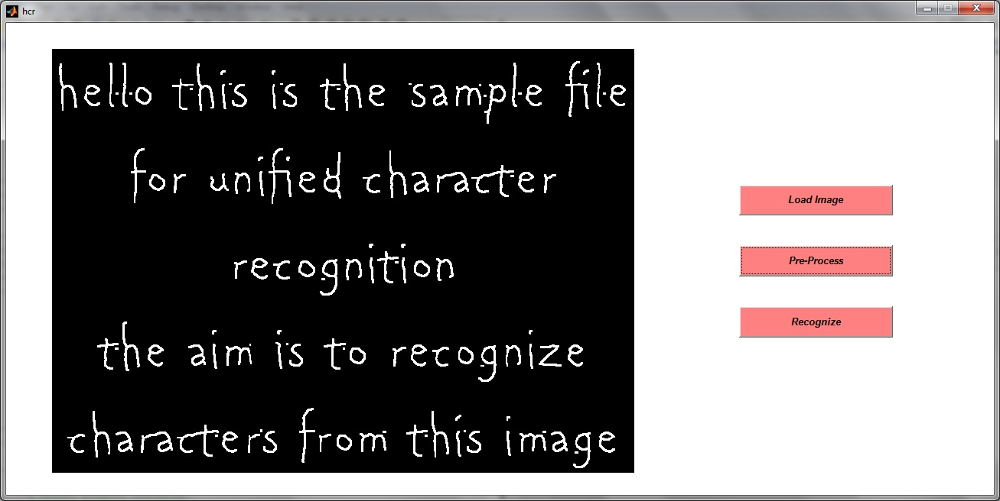 hcr
hello this is the sample file
for unified character
recognition
the aim is to recognize
characters from this image
Load Image
Pre-Process
Recognize